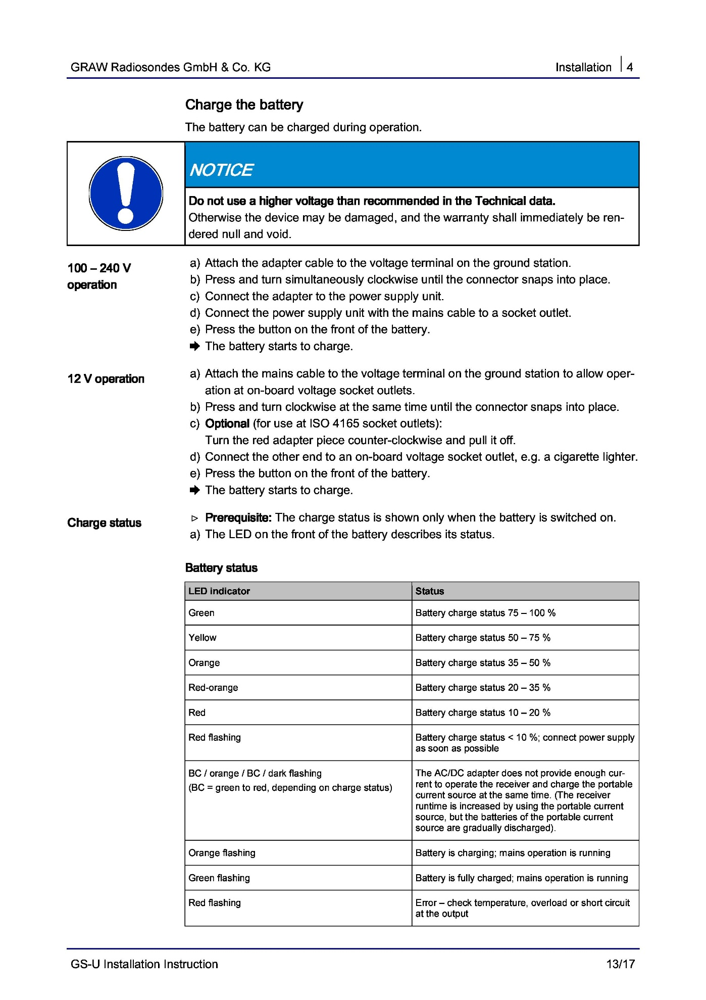 GRAW Radiosondes GmbH & Co. KG
Installation 4
Charge the battery
The battery can be charged during operation.
NOTICE
Do not use a higher voltage than recommended in the Technical data.
Otherwise the device may be damaged, and the warranty shall immediately be ren-
dered null and void.
100 – 240 V
operation
a) Attach the adapter cable to the voltage terminal on the ground station.
b) Press and turn simultaneously clockwise until the connector snaps into place.
c) Connect the adapter to the power supply unit.
d) Connect the power supply unit with the mains cable to a socket outlet.
e) Press the button on the front of the battery.
🡆 The battery starts to charge.
12 V operation
a) Attach the mains cable to the voltage terminal on the ground station to allow oper-
ation at on-board voltage socket outlets.
b) Press and turn clockwise at the same time until the connector snaps into place.
c) Optional (for use at ISO 4165 socket outlets):
Turn the red adapter piece counter-clockwise and pull it off.
d) Connect the other end to an on-board voltage socket outlet, e.g. a cigarette lighter.
e) Press the button on the front of the battery.
🡆 The battery starts to charge.
Charge status
▷ Prerequisite: The charge status is shown only when the battery is switched on.
a) The LED on the front of the battery describes its status.
Battery status
LED indicator
Status
Green
Battery charge status 75 – 100 %
Yellow
Battery charge status 50 – 75 %
Orange
Battery charge status 35 – 50 %
Red-orange
Battery charge status 20 – 35 %
Red
Battery charge status 10 – 20 %
Red flashing
Battery charge status < 10 %; connect power supply
as soon as possible
BC / orange / BC / dark flashing
(BC = green to red, depending on charge status)
The AC/DC adapter does not provide enough cur-
rent to operate the receiver and charge the portable
current source at the same time. (The receiver
runtime is increased by using the portable current
source, but the batteries of the portable current
source are gradually discharged).
Orange flashing
Battery is charging; mains operation is running
Green flashing
Battery is fully charged; mains operation is running
Red flashing
Error – check temperature, overload or short circuit
at the output
GS-U Installation Instruction
13/17